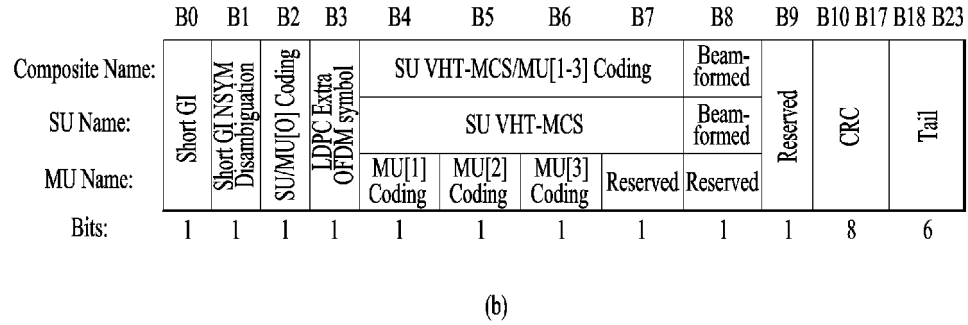 B0 B1 B2 B3 B4 B5 B6 B7 B8 B9 B10 B17 B18 B23
Composite Name:
SU Name:
MU Name:
Short GI
Short GI NSYM
Disambiguation
SU/MU[O] Coding
LDPC Extra
OFDM symbol
SU VHT-MCS/MU[1-3] Coding
Beam-
formed
SU VHT-MCS
Beam-
formed
MU[1]
Coding
MU[2]
Coding
MU[3]
Coding
Reserved
Reserved
Reserved
CRC
Tail
Bits: 1 1 1 1 1 1 1 1 1 1 8 6
(b)